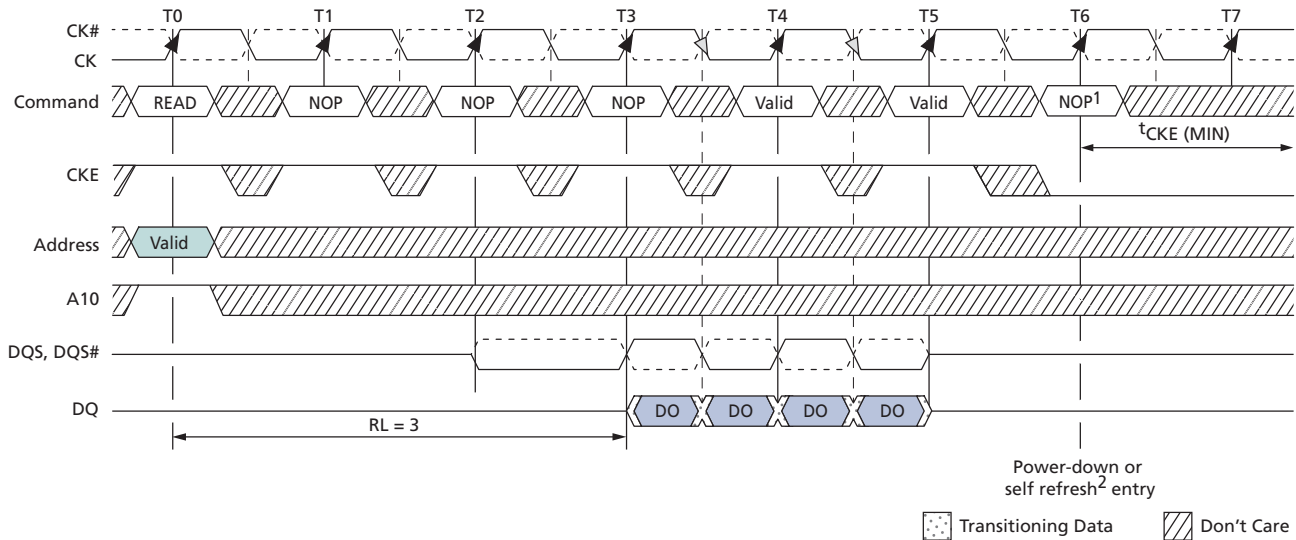 T0 T1 T2 T3 T4 T5 T6 T7
CK#
CK
Command READ NOP NOP NOP Valid Valid NOP1
tCKE (MIN)
CKE
Address Valid
A10
DQS, DQS#
DQ DO DO DO DO
RL = 3
Power-down or
self refresh2 entry
Transitioning Data Don't Care